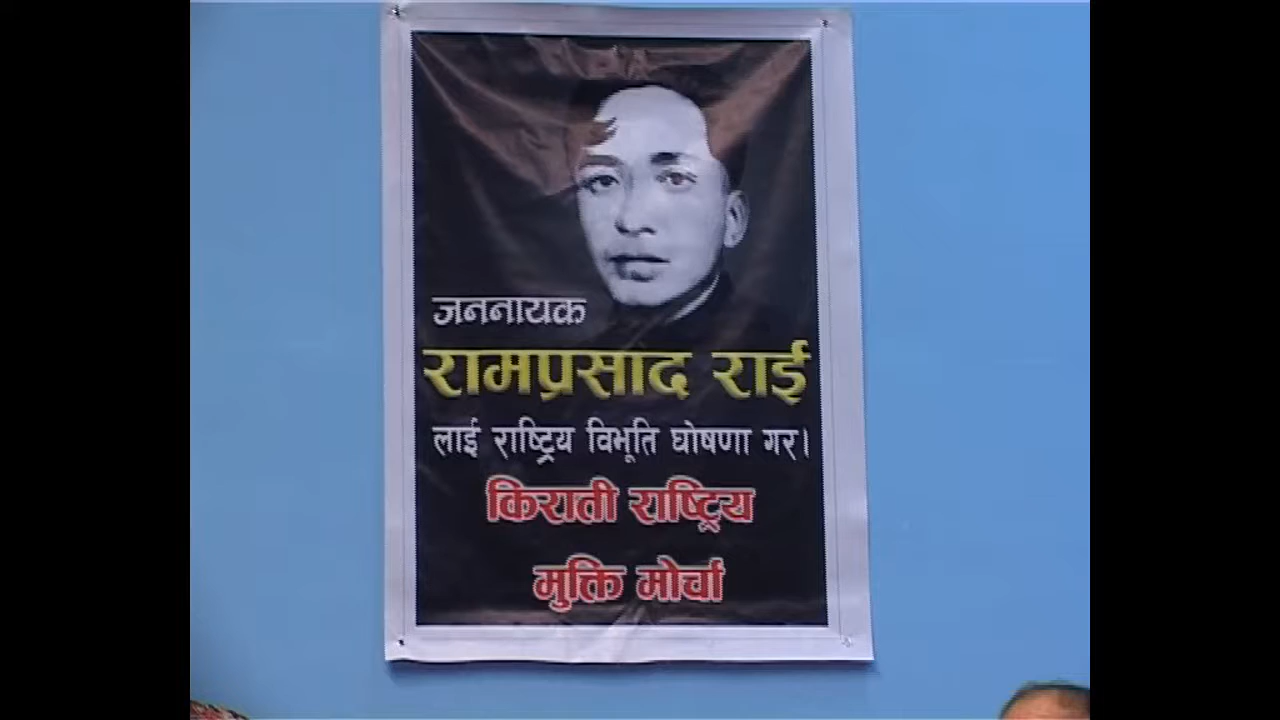 जननायक
रामप्रसाद राई
लाई राष्ट्रिय विभूति घोषणा गर।
किराती राष्ट्रिय
मुक्ति मोर्चा